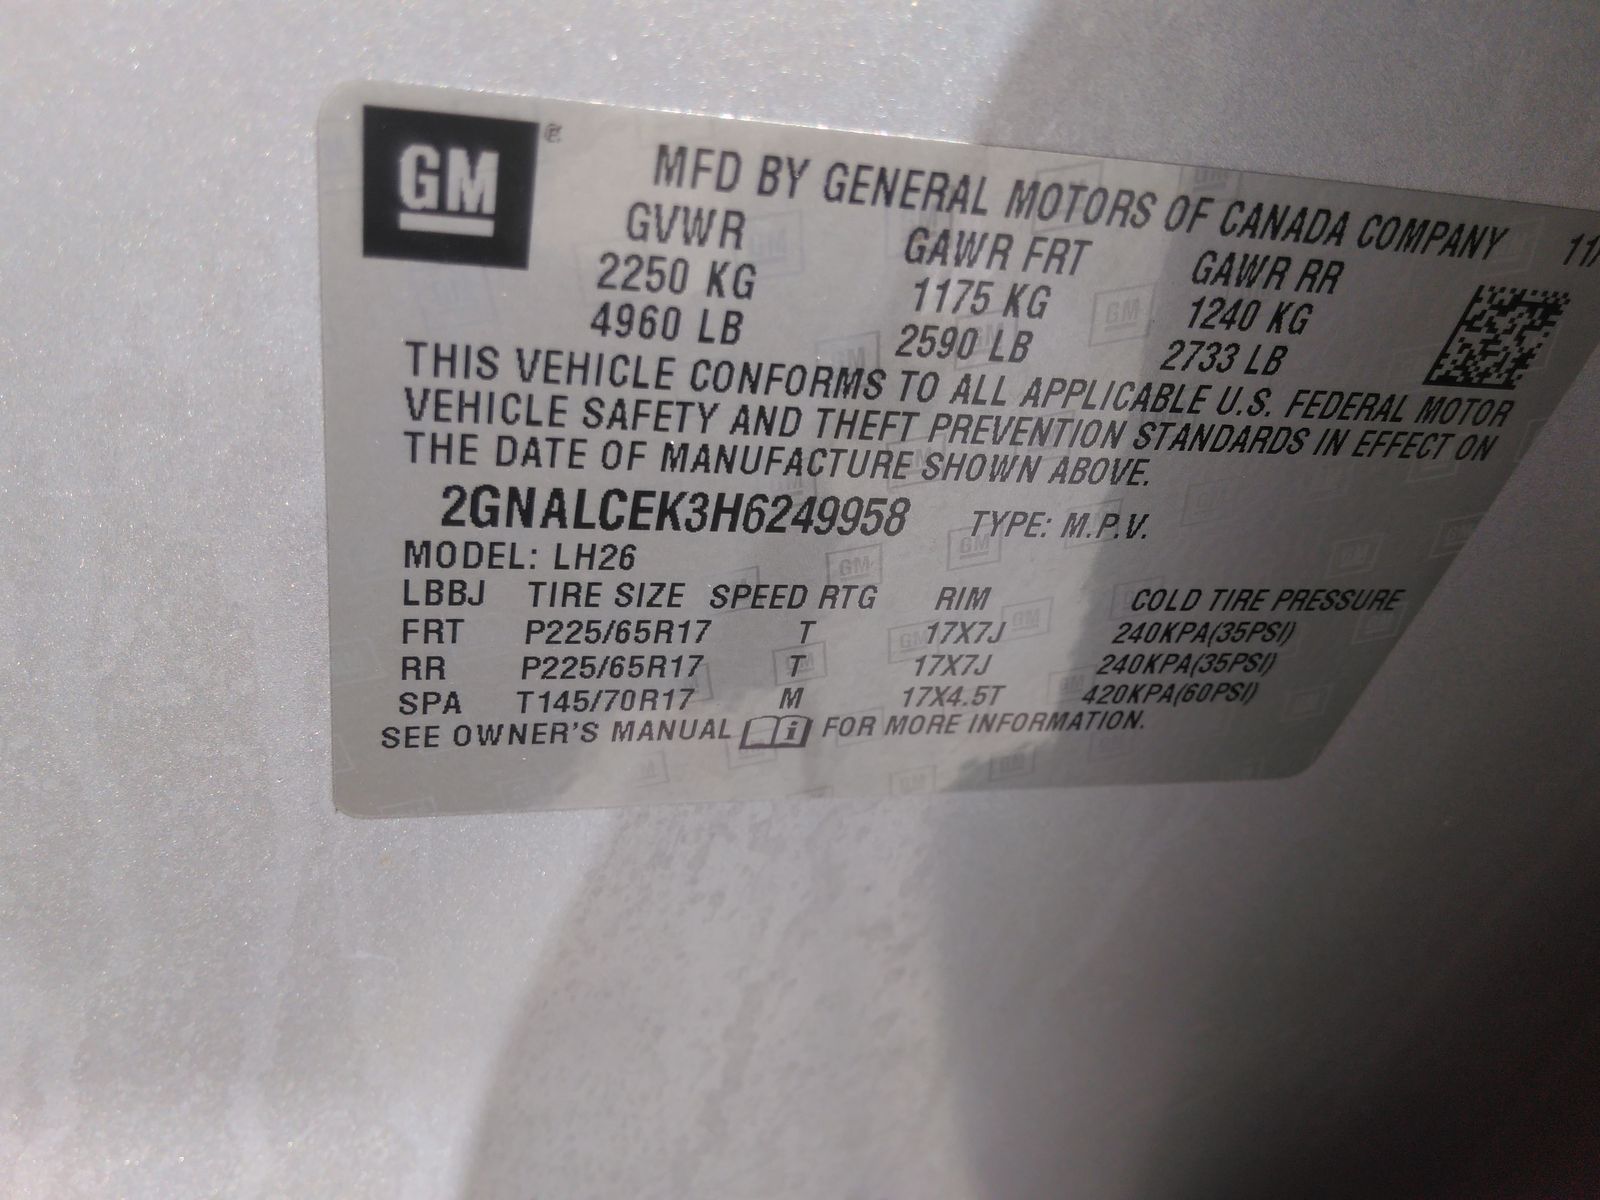 GM ®
MFD BY GENERAL MOTORS OF CANADA COMPANY 11/
GVWR GAWR FRT GAWR RR
2250 KG 1175 KG 1240 KG
4960 LB 2590 LB 2733 LB
THIS VEHICLE CONFORMS TO ALL APPLICABLE U.S. FEDERAL MOTOR
VEHICLE SAFETY AND THEFT PREVENTION STANDARDS IN EFFECT ON
THE DATE OF MANUFACTURE SHOWN ABOVE.
2GNALCEK3H6249958 TYPE: M.P.V.
MODEL: LH26
LBBJ TIRE SIZE SPEED RTG RIM COLD TIRE PRESSURE
FRT P225/65R17 T 17X7J 240KPA(35PSI)
RR P225/65R17 T 17X7J 240KPA(35PSI)
SPA T145/70R17 M 17X4.5T 420KPA(60PSI)
SEE OWNER'S MANUAL i FOR MORE INFORMATION.